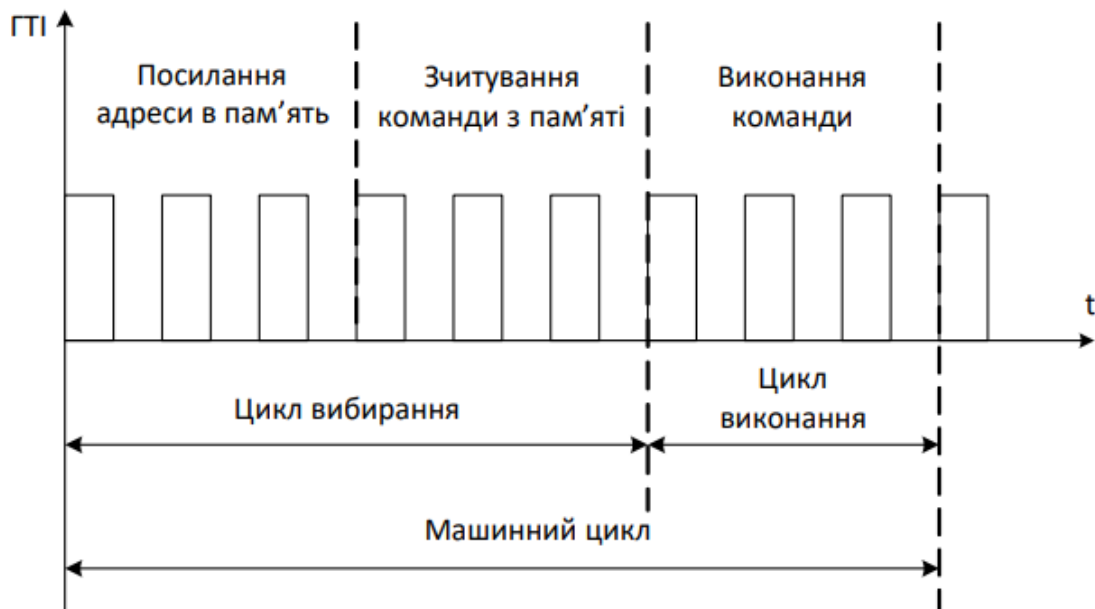 ГТІ
Посилання
адреси в пам’ять
Зчитування
команди з пам’яті
Виконання
команди
t
Цикл вибирання
Цикл
виконання
Машинний цикл